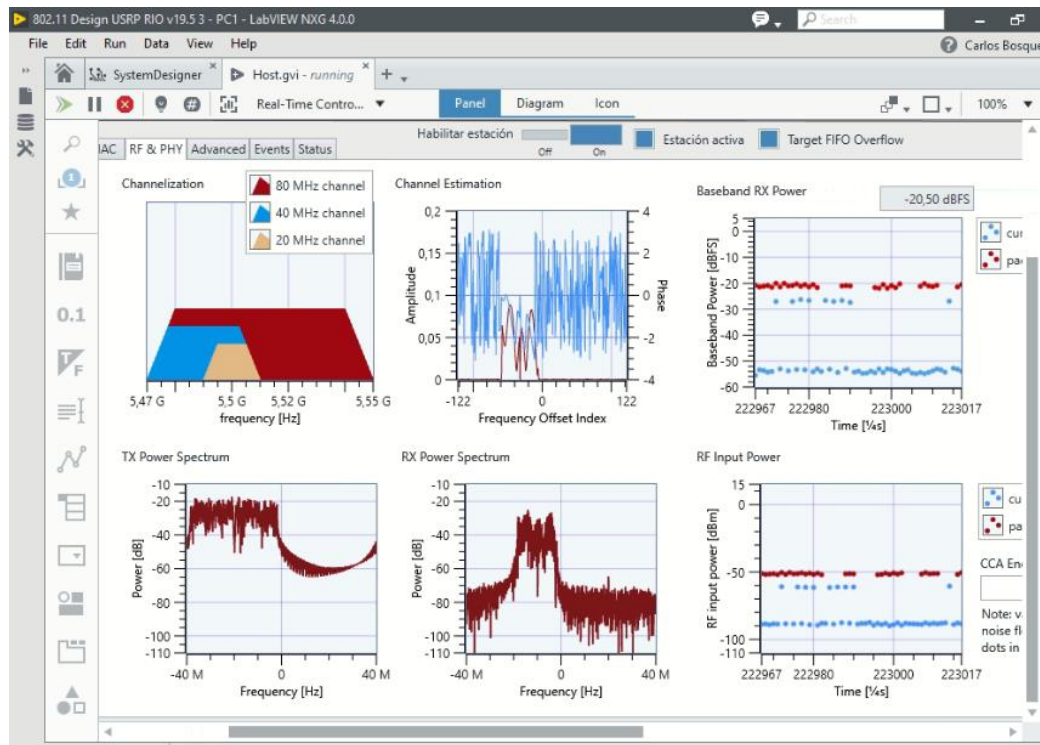 802.11 Design USRP RIO v19.5 3 - PC1 - LabVIEW NXG 4.0.0
Search
File Edit Run Data View Help
Carlos Bosque
SystemDesigner
Host.gvi - running
Real-Time Contro...
Panel Diagram Icon
100%
RF & PHY Advanced Events Status
Habilitar estación
Off On
Estación activa
Target FIFO Overflow
Channelization
80 MHz channel
40 MHz channel
20 MHz channel
5,47 G 5,5 G 5,52 G 5,55 G
frequency [Hz]
Channel Estimation
0,2
0,15
0,1
0,05
0
Amplitude
4
2
0
-2
-4
Phase
-122 0 122
Frequency Offset Index
Baseband RX Power
-20,50 dBFS
5
0
-10
-20
-30
-40
-50
-60
Baseband Power [dBFS]
222967 222980 223000 223017
Time [¼s]
0.1
TX Power Spectrum
-10
-20
-40
-60
-80
-100
-110
Power [dB]
-40 M 0 40 M
Frequency [Hz]
RX Power Spectrum
-10
-20
-40
-60
-80
-100
-110
Power [dB]
-40 M 0 40 M
Frequency [Hz]
RF Input Power
15
0
-50
-100
-110
RF input power [dBm]
222967 222980 223000 223017
Time [¼s]
CCA En
Note: v
noise fl
dots in